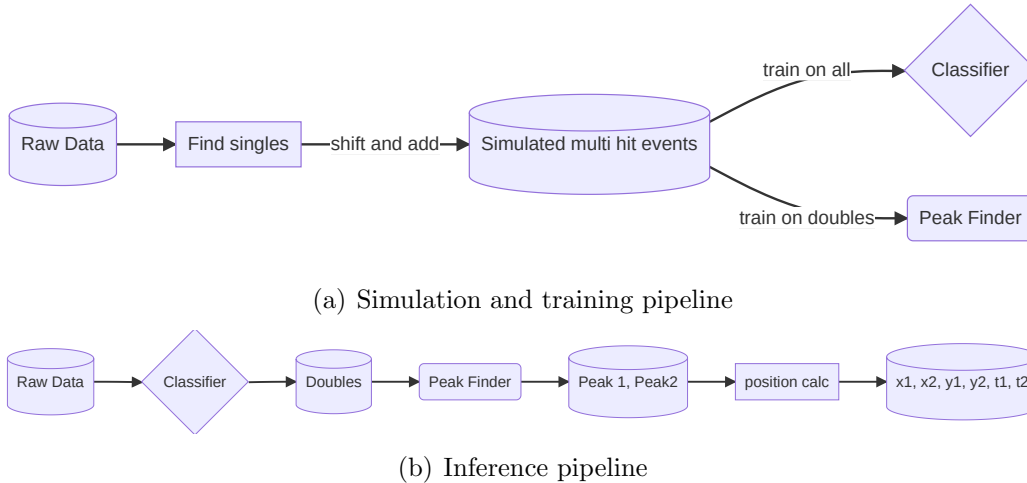 train on all
Classifier
Raw Data
Find singles
shift and add
Simulated multi hit events
train on doubles
Peak Finder
(a) Simulation and training pipeline
Raw Data
Classifier
Doubles
Peak Finder
Peak 1, Peak2
position calc
x1, x2, y1, y2, t1, t2
(b) Inference pipeline